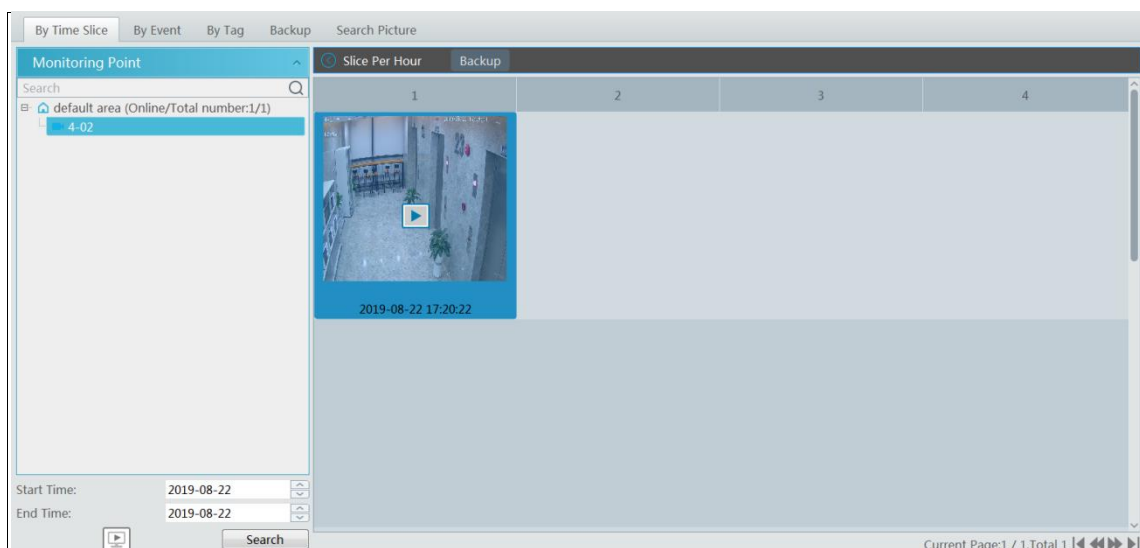 By Time Slice By Event By Tag Backup Search Picture
Monitoring Point
Slice Per Hour Backup
Search
1 2 3 4
default area (Online/Total number:1/1)
4-02
2019-08-22 17:20:22
Start Time: 2019-08-22
End Time: 2019-08-22
Search
Current Page:1 / 1 Total 1